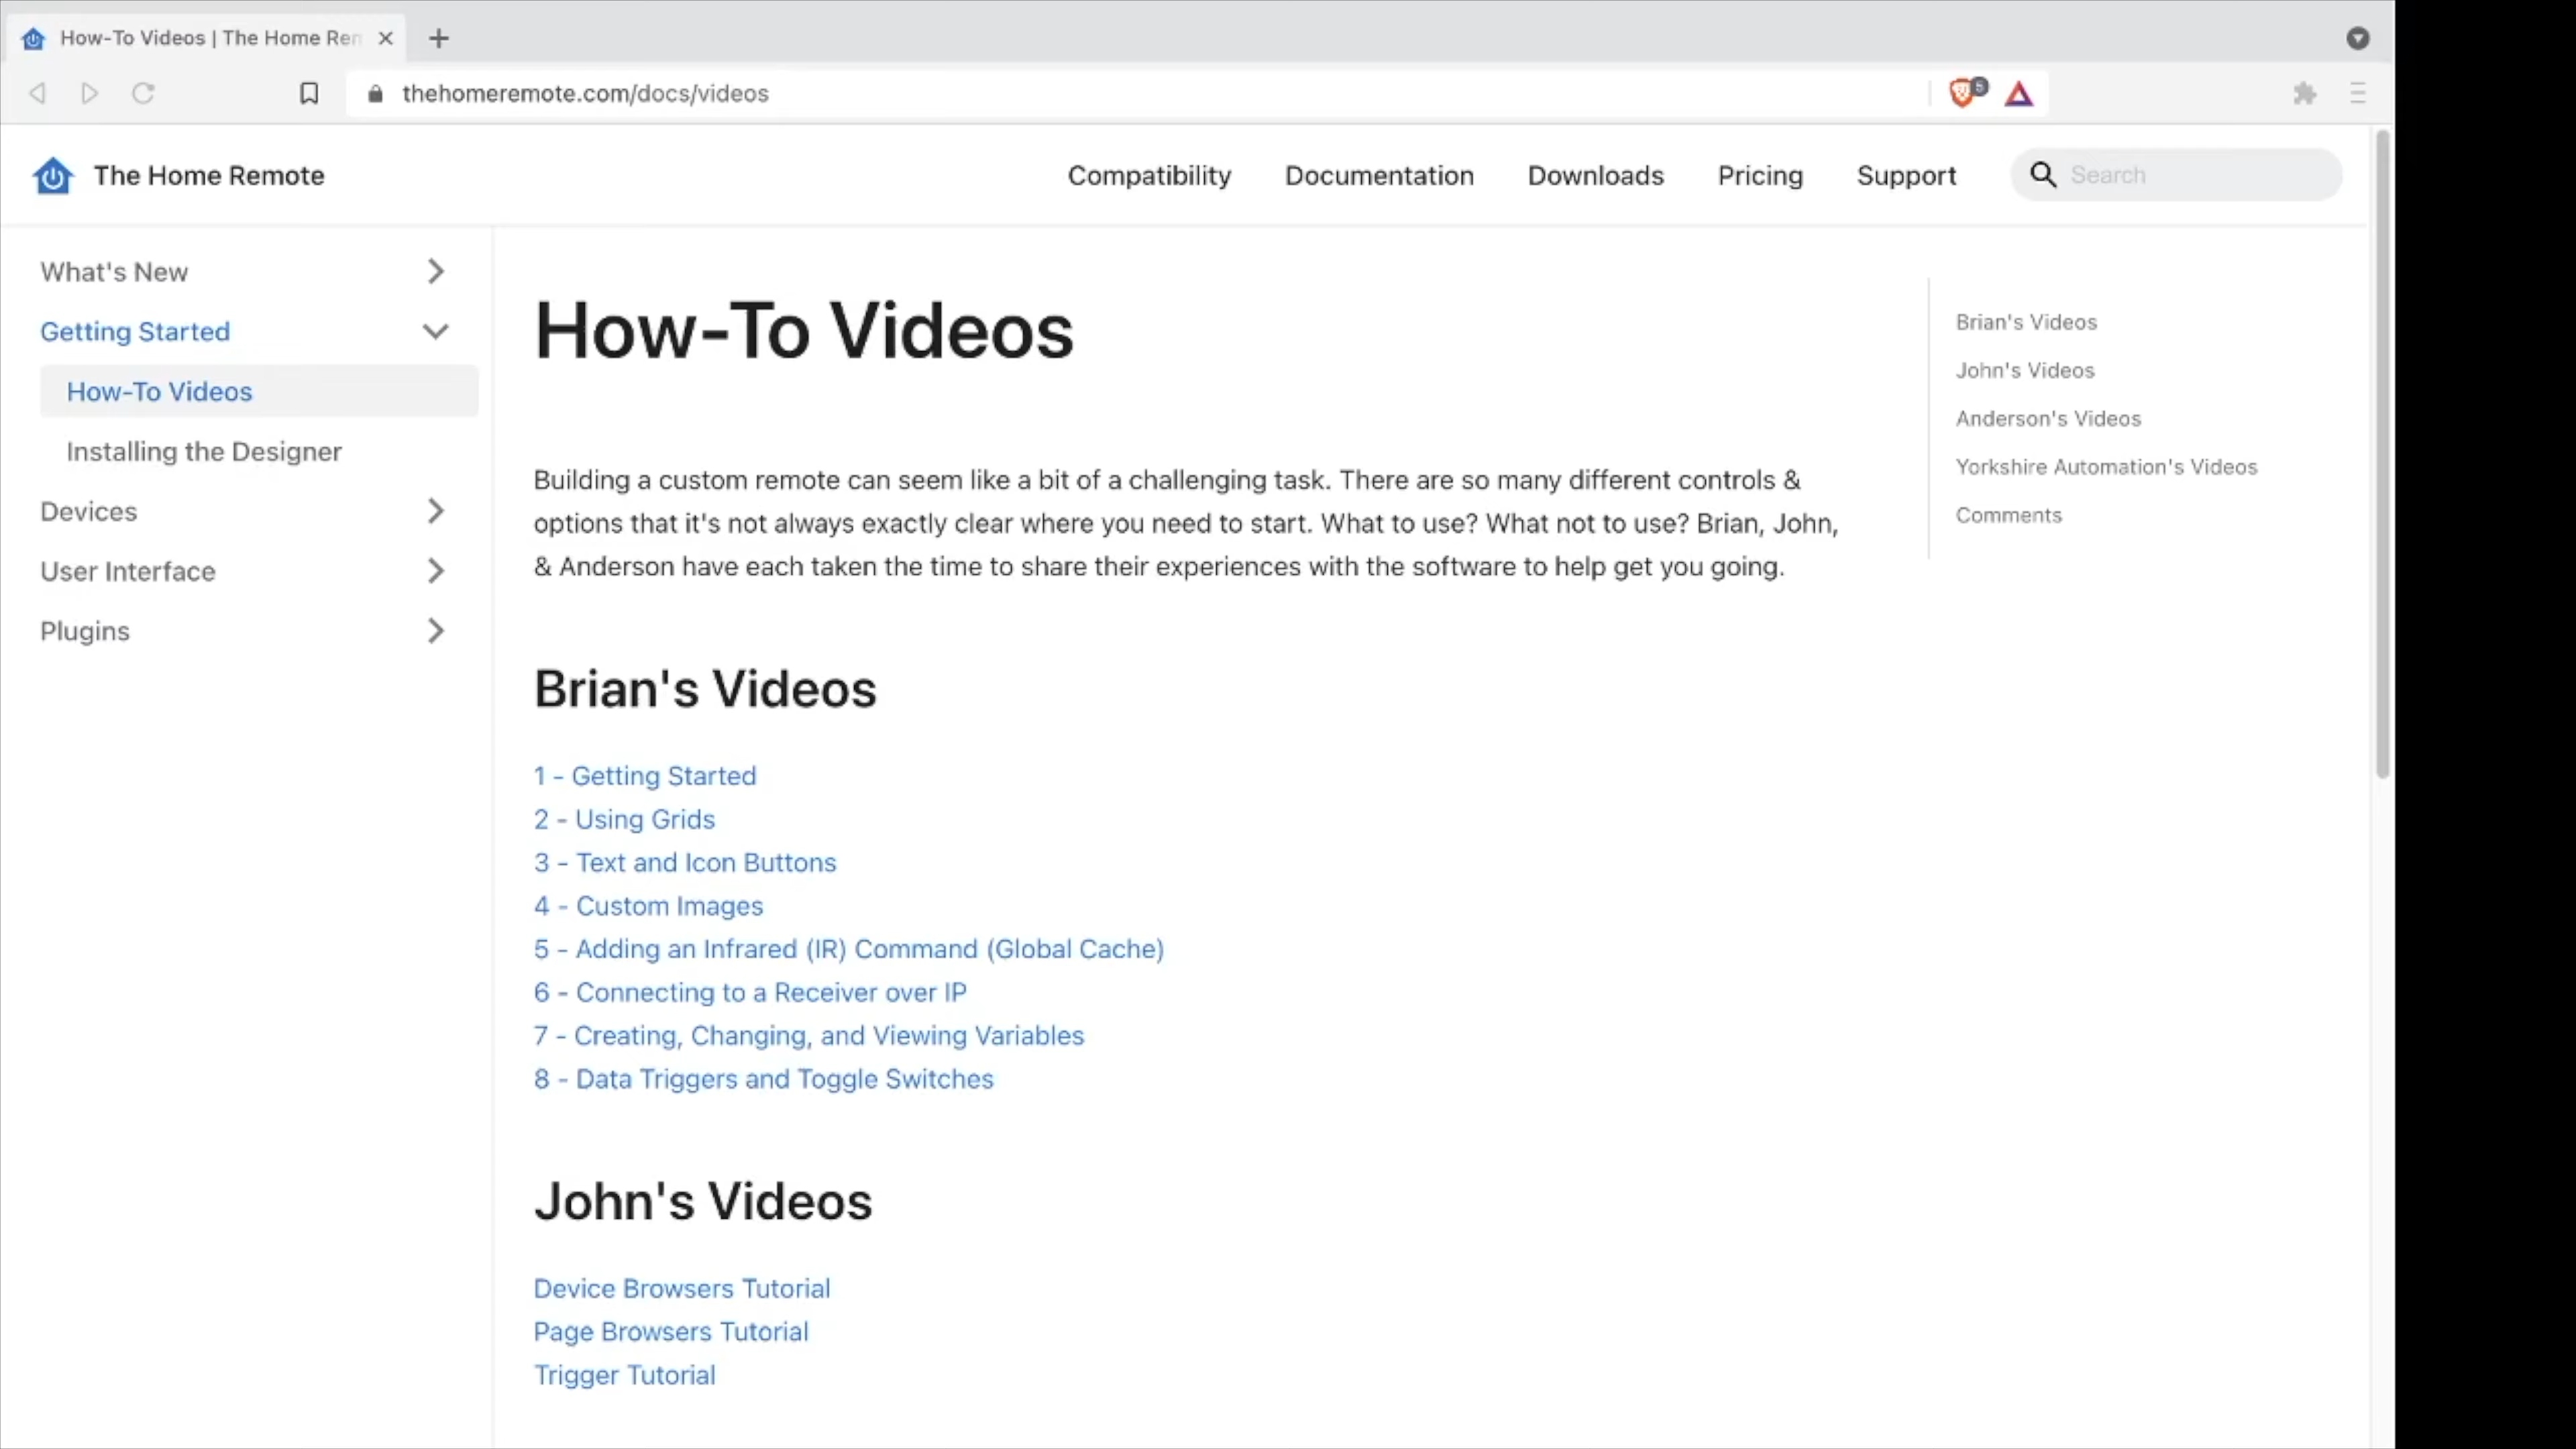 How-To Videos | The Home Ren
thehomeremote.com/docs/videos
5
The Home Remote
Compatibility
Documentation
Downloads
Pricing
Support
Search
What's New
Getting Started
How-To Videos
Installing the Designer
Devices
User Interface
Plugins
How-To Videos
Building a custom remote can seem like a bit of a challenging task. There are so many different controls &
options that it's not always exactly clear where you need to start. What to use? What not to use? Brian, John,
& Anderson have each taken the time to share their experiences with the software to help get you going.
Brian's Videos
1 - Getting Started
2 - Using Grids
3 - Text and Icon Buttons
4 - Custom Images
5 - Adding an Infrared (IR) Command (Global Cache)
6 - Connecting to a Receiver over IP
7 - Creating, Changing, and Viewing Variables
8 - Data Triggers and Toggle Switches
John's Videos
Device Browsers Tutorial
Page Browsers Tutorial
Trigger Tutorial
Brian's Videos
John's Videos
Anderson's Videos
Yorkshire Automation's Videos
Comments